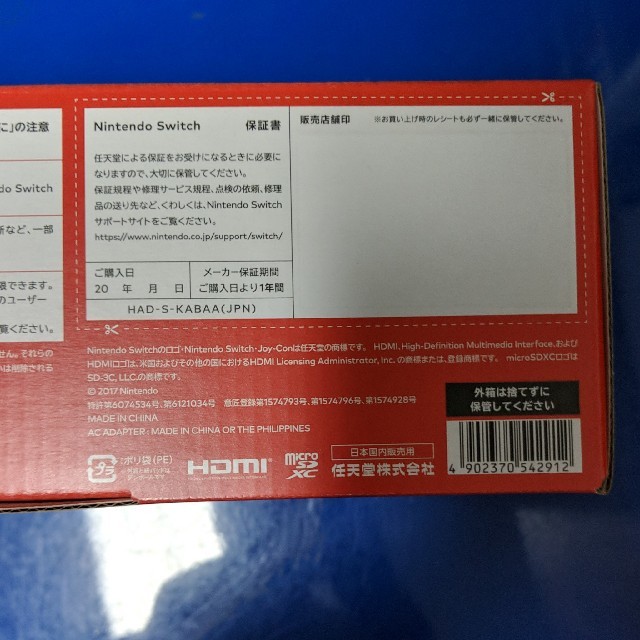 に」の注意
do Switch
新など、一部
限できます。
のユーザー
ご覧ください。
せん。それらの
いは削除される
Nintendo Switch 保証書
任天堂による保証をお受けになるときに必要に
なりますので、大切に保管してください。
保証規程や修理サービス規程、点検の依頼、修理
品の送り先など、くわしくは、Nintendo Switch
サポートサイトをご覧ください。
https://www.nintendo.co.jp/support/switch/
ご購入日 メーカー保証期間
20 年 月 日 ご購入日より1年間
HAD-S-KABAA(JPN)
販売店舗印 ※お買い上げ時のレシートも必ず一緒に保管してください。
Nintendo Switchのロゴ・Nintendo Switch・Joy-Conは任天堂の商標です。 HDMI、High-Definition Multimedia Interface、および
HDMIロゴは、米国およびその他の国におけるHDMI Licensing Administrator, Inc. の商標または、登録商標です。 microSDXCロゴは
SD-3C, LLC.の商標です。
© 2017 Nintendo
特許第6074534号、第6121034号 意匠登録第1574793号、第1574796号、第1574928号
MADE IN CHINA
AC ADAPTER : MADE IN CHINA OR THE PHILIPPINES
プラ
:ポリ袋(PE)
HDMI
micro SD XC
日本国内販売用
任天堂株式会社
外箱は捨てずに
保管してください
4 902370 542912